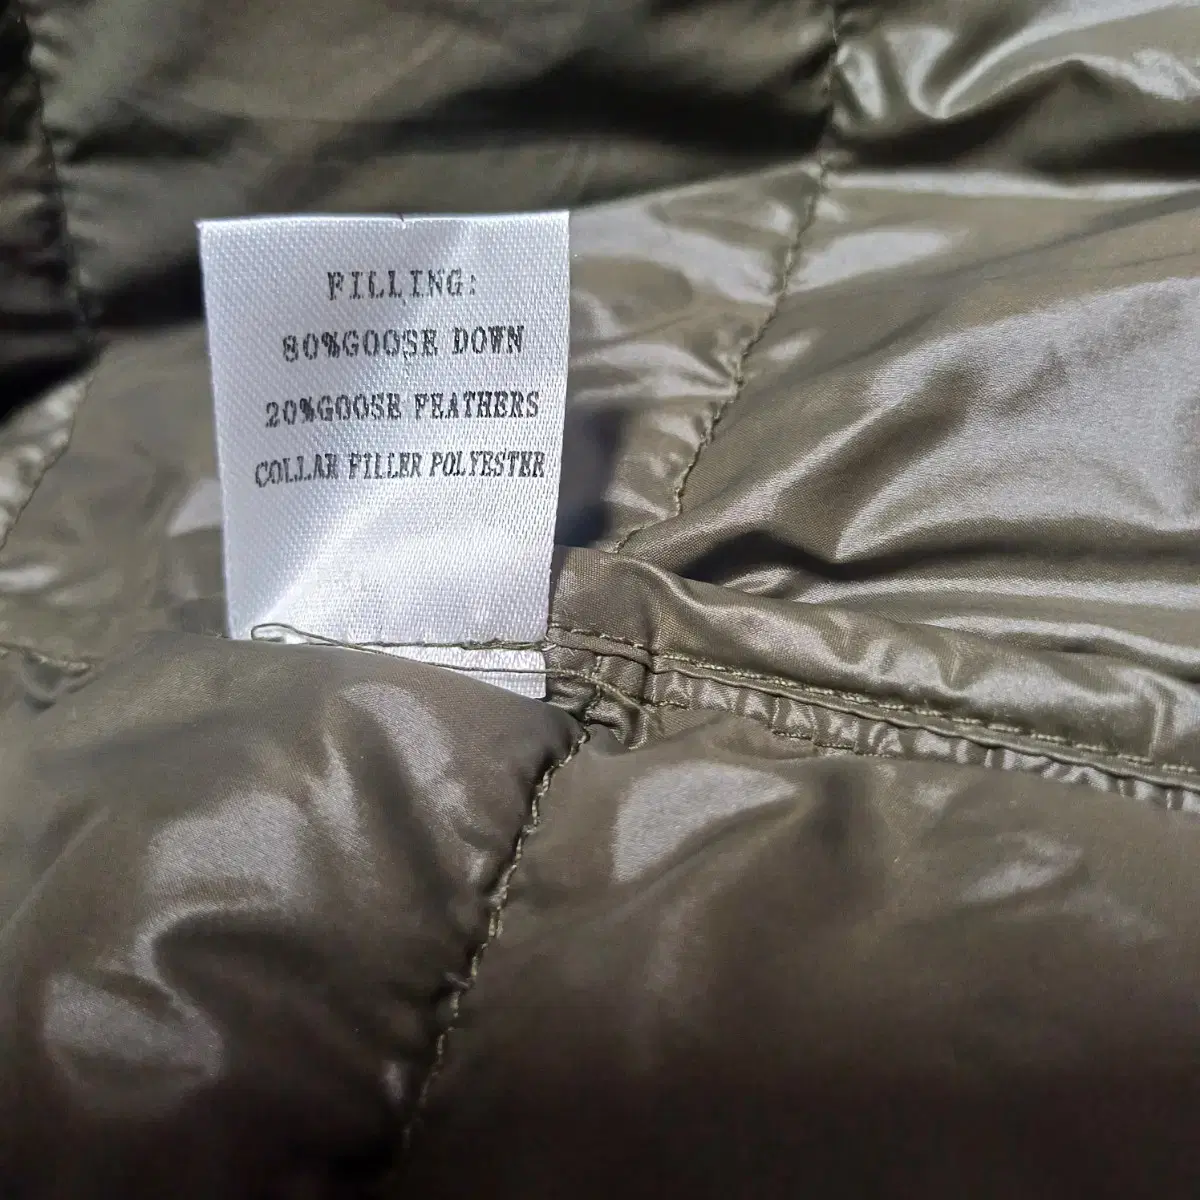 FILLING:
80%GOOSE DOWN
20%GOOSE FEATHERS
COLLAR FILLER POLYESTER